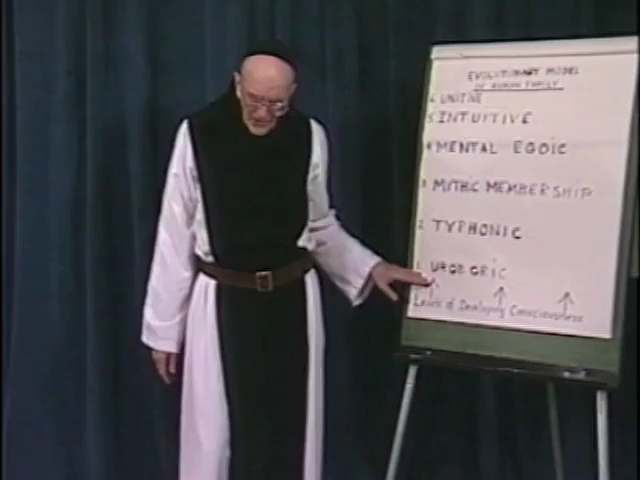 EVOLUTIONARY MODEL
OF HUMAN FAMILY
6. UNITIVE
5. INTUITIVE
4. MENTAL EGOIC
3. MYTHIC MEMBERSHIP
2. TYPHONIC
1. UROBORIC
Levels of Developing Consciousness